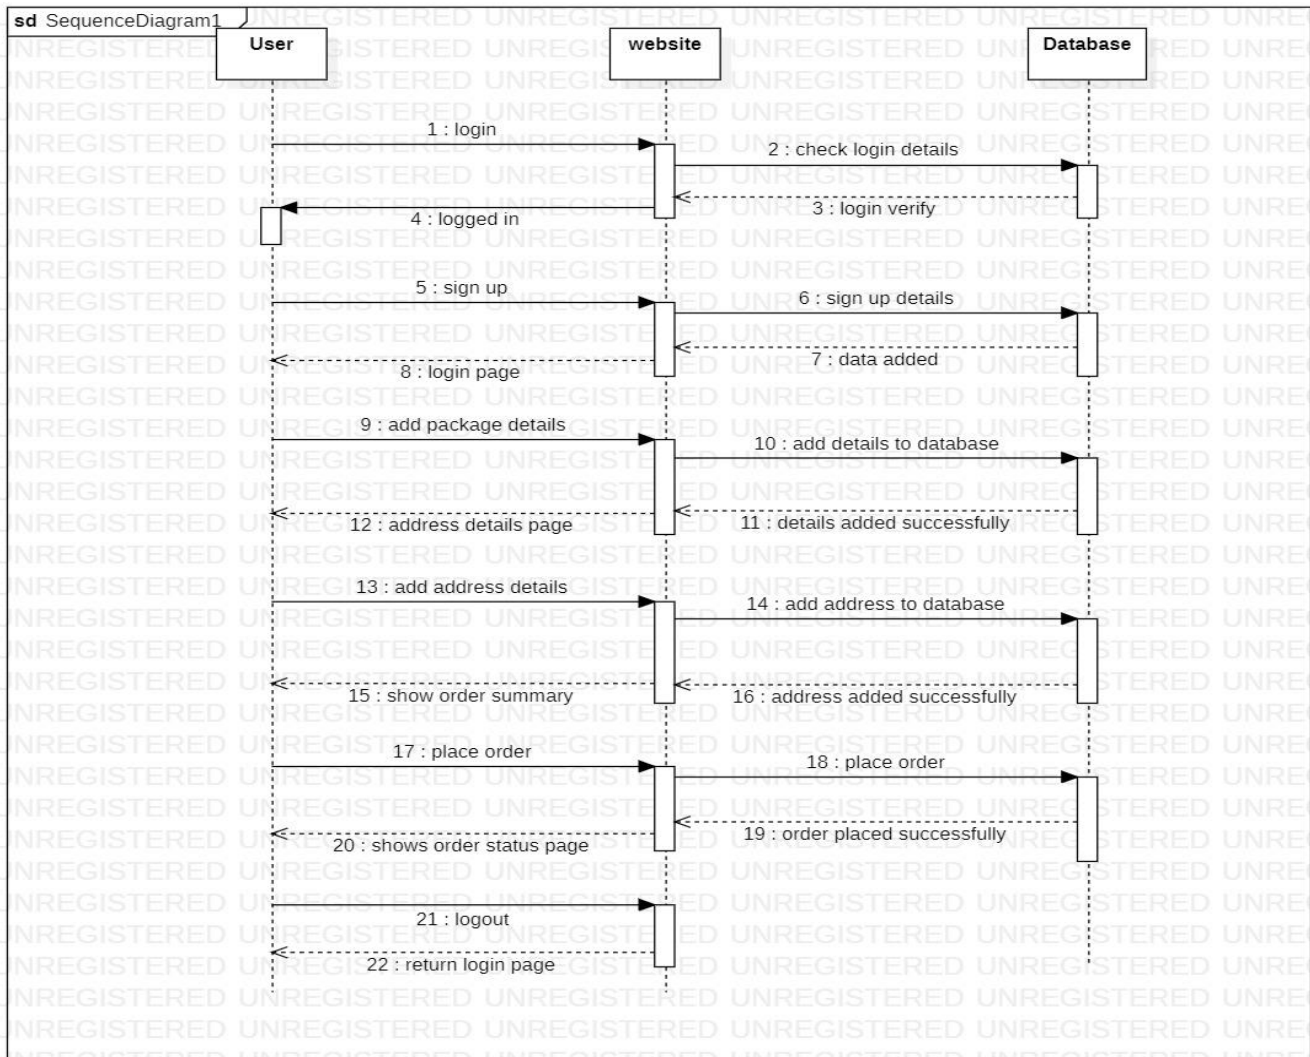 sd SequenceDiagram1
User
website
Database
1 : login
2 : check login details
3 : login verify
4 : logged in
5 : sign up
6 : sign up details
7 : data added
8 : login page
9 : add package details
10 : add details to database
11 : details added successfully
12 : address details page
13 : add address details
14 : add address to database
15 : show order summary
16 : address added successfully
17 : place order
18 : place order
19 : order placed successfully
20 : shows order status page
21 : logout
22 : return login page
UNREGISTERED